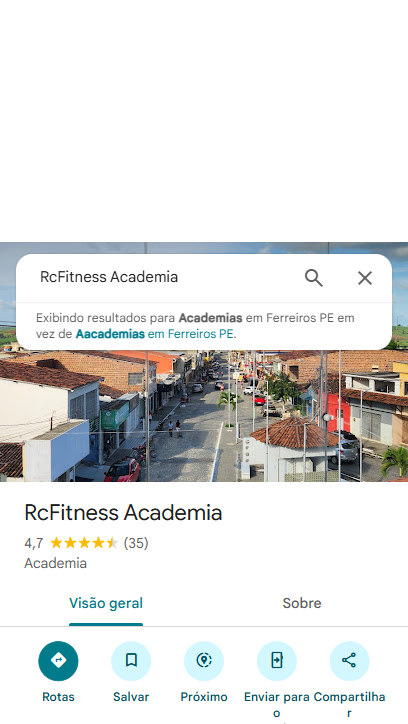 RcFitness Academia
Exibindo resultados para Academias em Ferreiros PE em
vez de Aacademias em Ferreiros PE.
RcFitness Academia
4,7 (35)
Academia
Visão geral
Sobre
Rotas
Salvar
Próximo
Enviar para
o
Compartilha
r